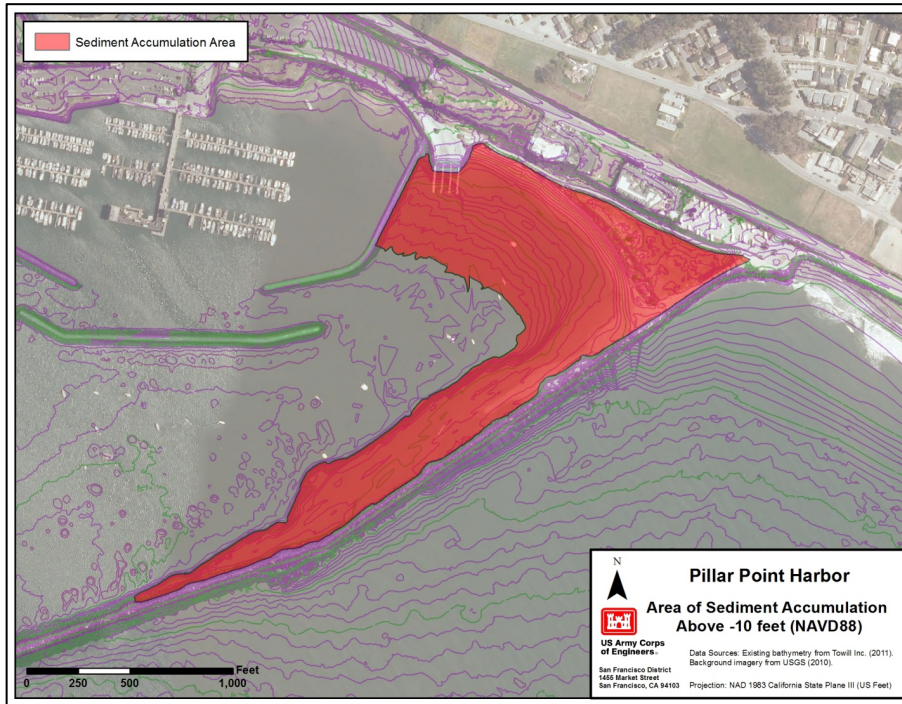 Sediment Accumulation Area
N
Pillar Point Harbor
Area of Sediment Accumulation
Above -10 feet (NAVD88)
US Army Corps
of Engineers®
San Francisco District
1455 Market Street
San Francisco, CA 94103
Data Sources: Existing bathymetry from Towill Inc. (2011).
Background imagery from USGS (2010).
Projection: NAD 1983 California State Plane III (US Feet)
Feet
0 250 500 1,000